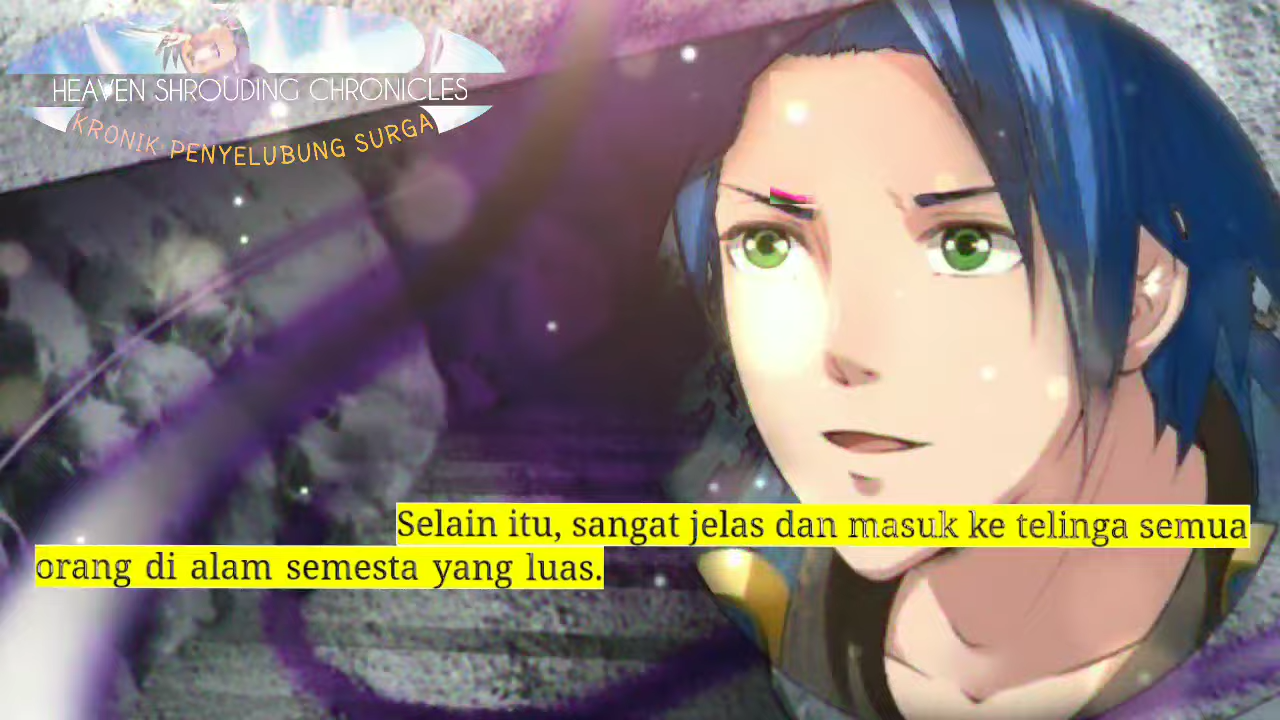 HEAVEN SHROUDING CHRONICLES
KRONIK PENYELUBUNG SURGA
Selain itu, sangat jelas dan masuk ke telinga semua
orang di alam semesta yang luas.